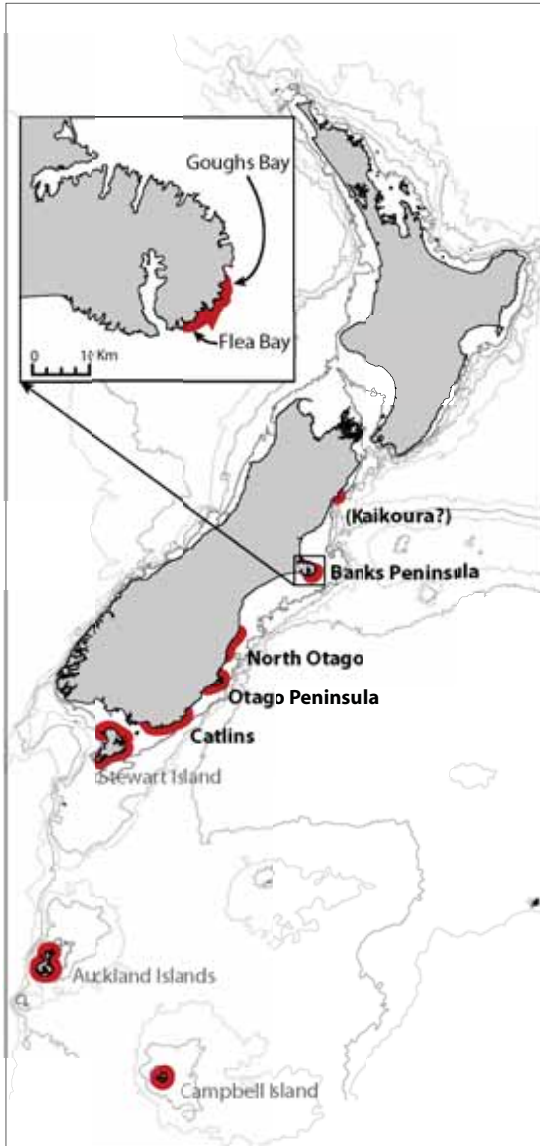 Goughs Bay
Flea Bay
0 10 Km
(Kaikoura?)
Banks Peninsula
North Otago
Otago Peninsula
Catlins
Stewart Island
Auckland Islands
Campbell Island